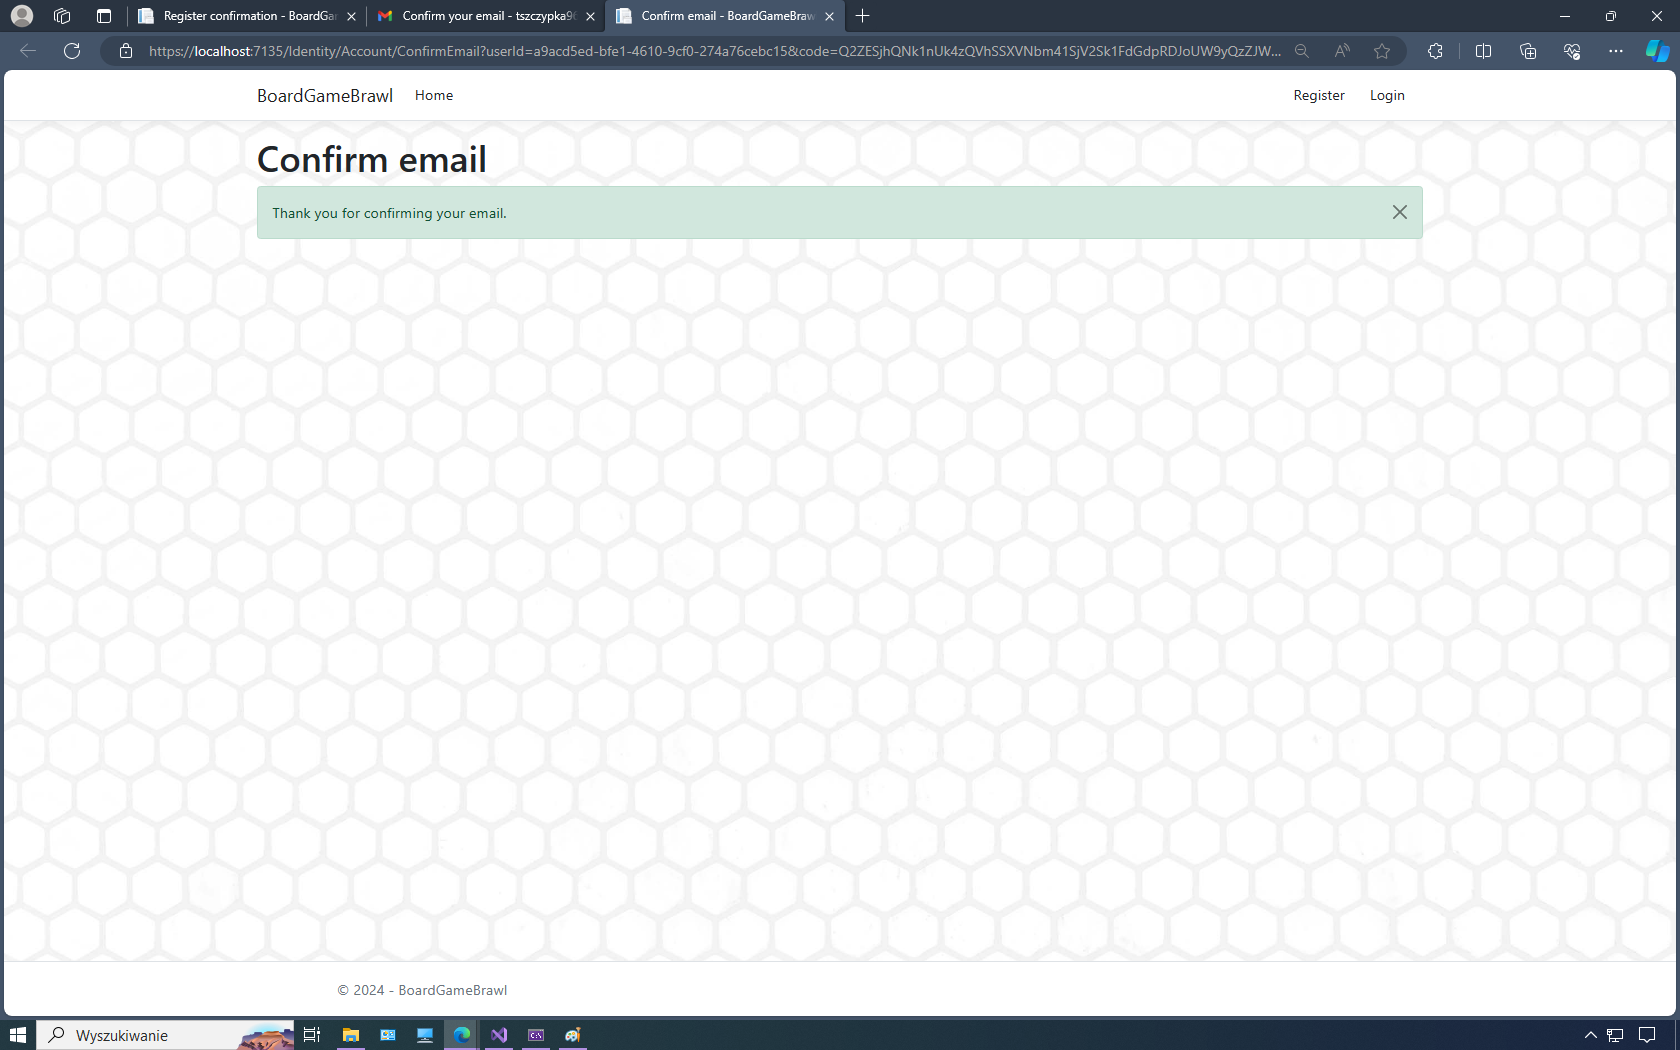 Register confirmation - BoardGa
Confirm your email - tszczypka96
Confirm email - BoardGameBraw
https://localhost:7135/Identity/Account/ConfirmEmail?userId=a9acd5ed-bfe1-4610-9cf0-274a76cebc15&code=Q2ZESjhQNk1nUk4zQVhSSXVNbm41SjV2Sk1FdGdpRDJoUW9yQzZJW...
BoardGameBrawl Home Register Login
Confirm email
Thank you for confirming your email.
© 2024 - BoardGameBrawl
Wyszukiwanie